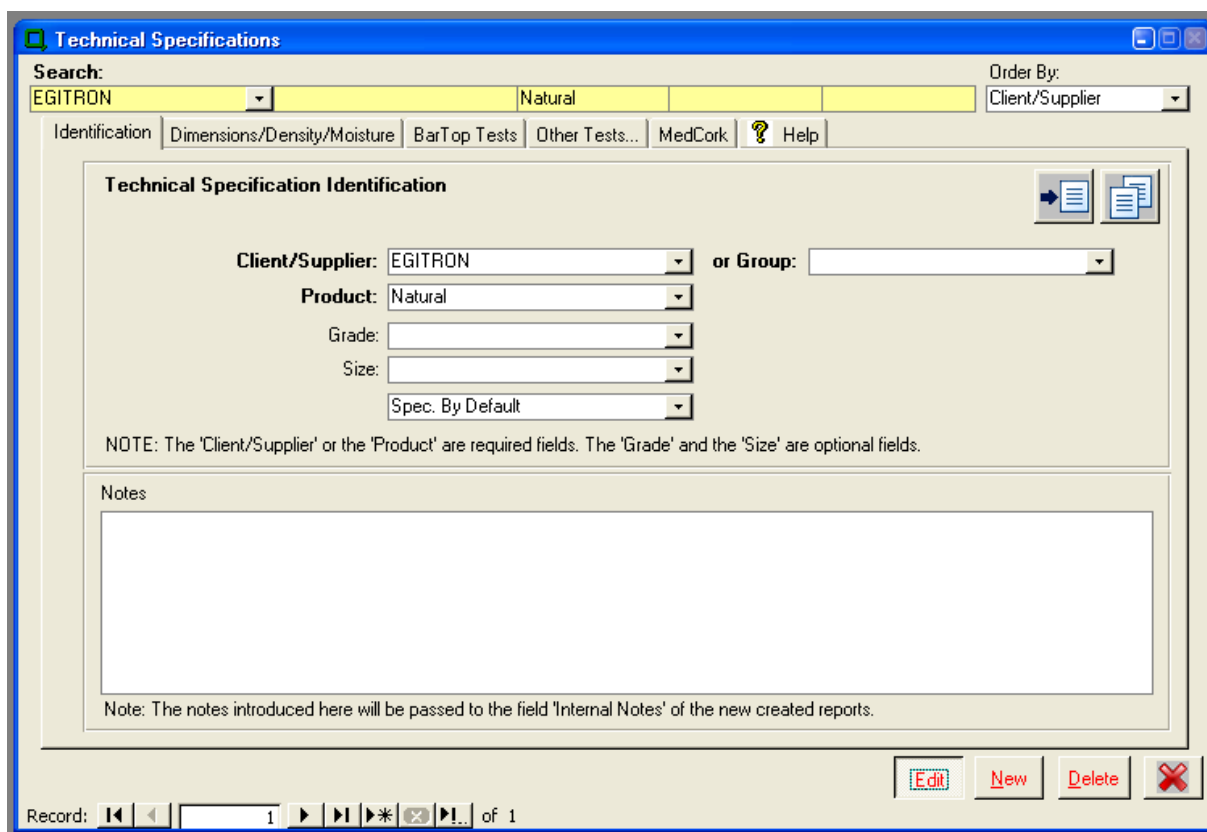 Technical Specifications
Search:
Order By:
EGITRON Natural Client/Supplier
Identification Dimensions/Density/Moisture BarTop Tests Other Tests... MedCork ? Help
Technical Specification Identification
Client/Supplier: EGITRON or Group:
Product: Natural
Grade:
Size:
Spec. By Default
NOTE: The 'Client/Supplier' or the 'Product' are required fields. The 'Grade' and the 'Size' are optional fields.
Notes
Note: The notes introduced here will be passed to the field 'Internal Notes' of the new created reports.
Edit New Delete
Record: 1 of 1